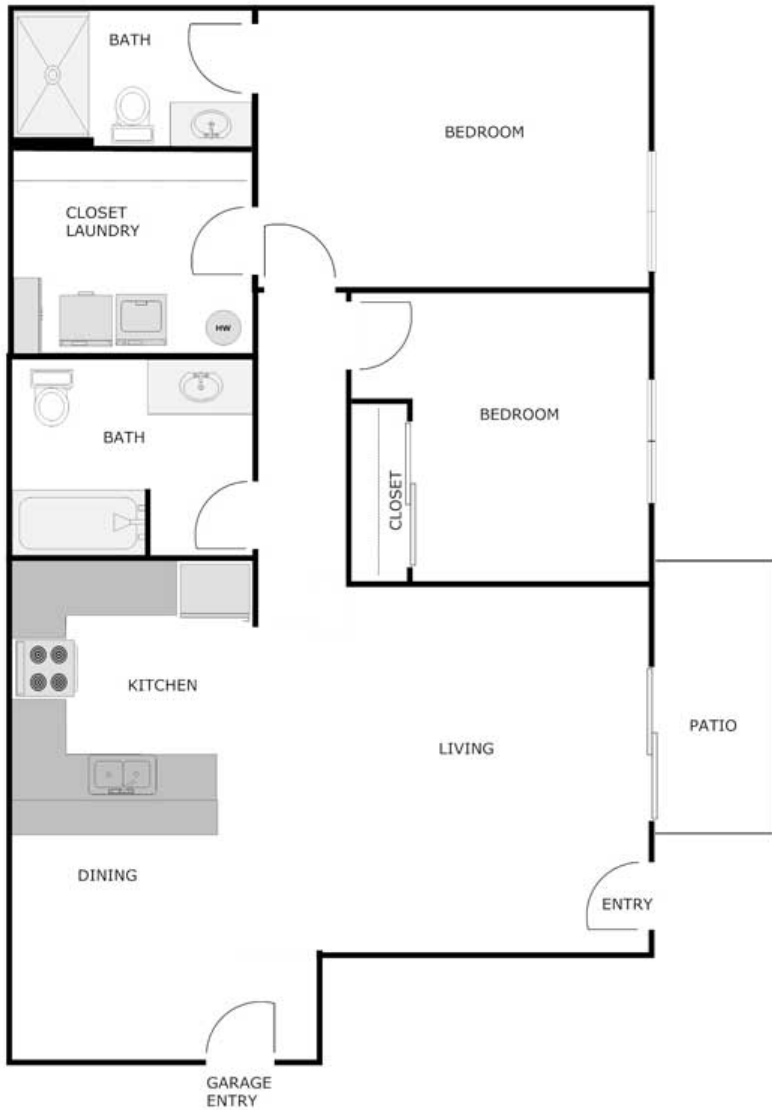 BATH
BEDROOM
CLOSET
LAUNDRY
HW
BEDROOM
BATH
CLOSET
KITCHEN
PATIO
LIVING
DINING
ENTRY
GARAGE
ENTRY